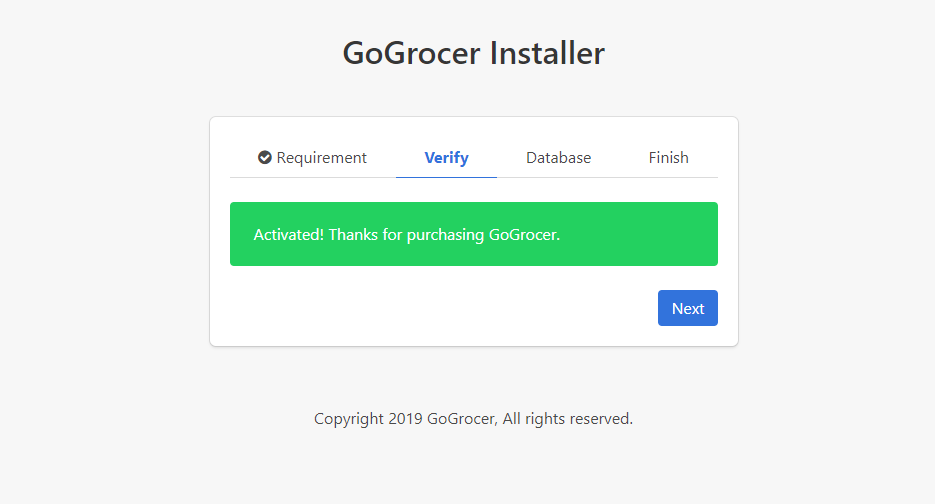 GoGrocer Installer
Requirement Verify Database Finish
Activated! Thanks for purchasing GoGrocer.
Next
Copyright 2019 GoGrocer, All rights reserved.